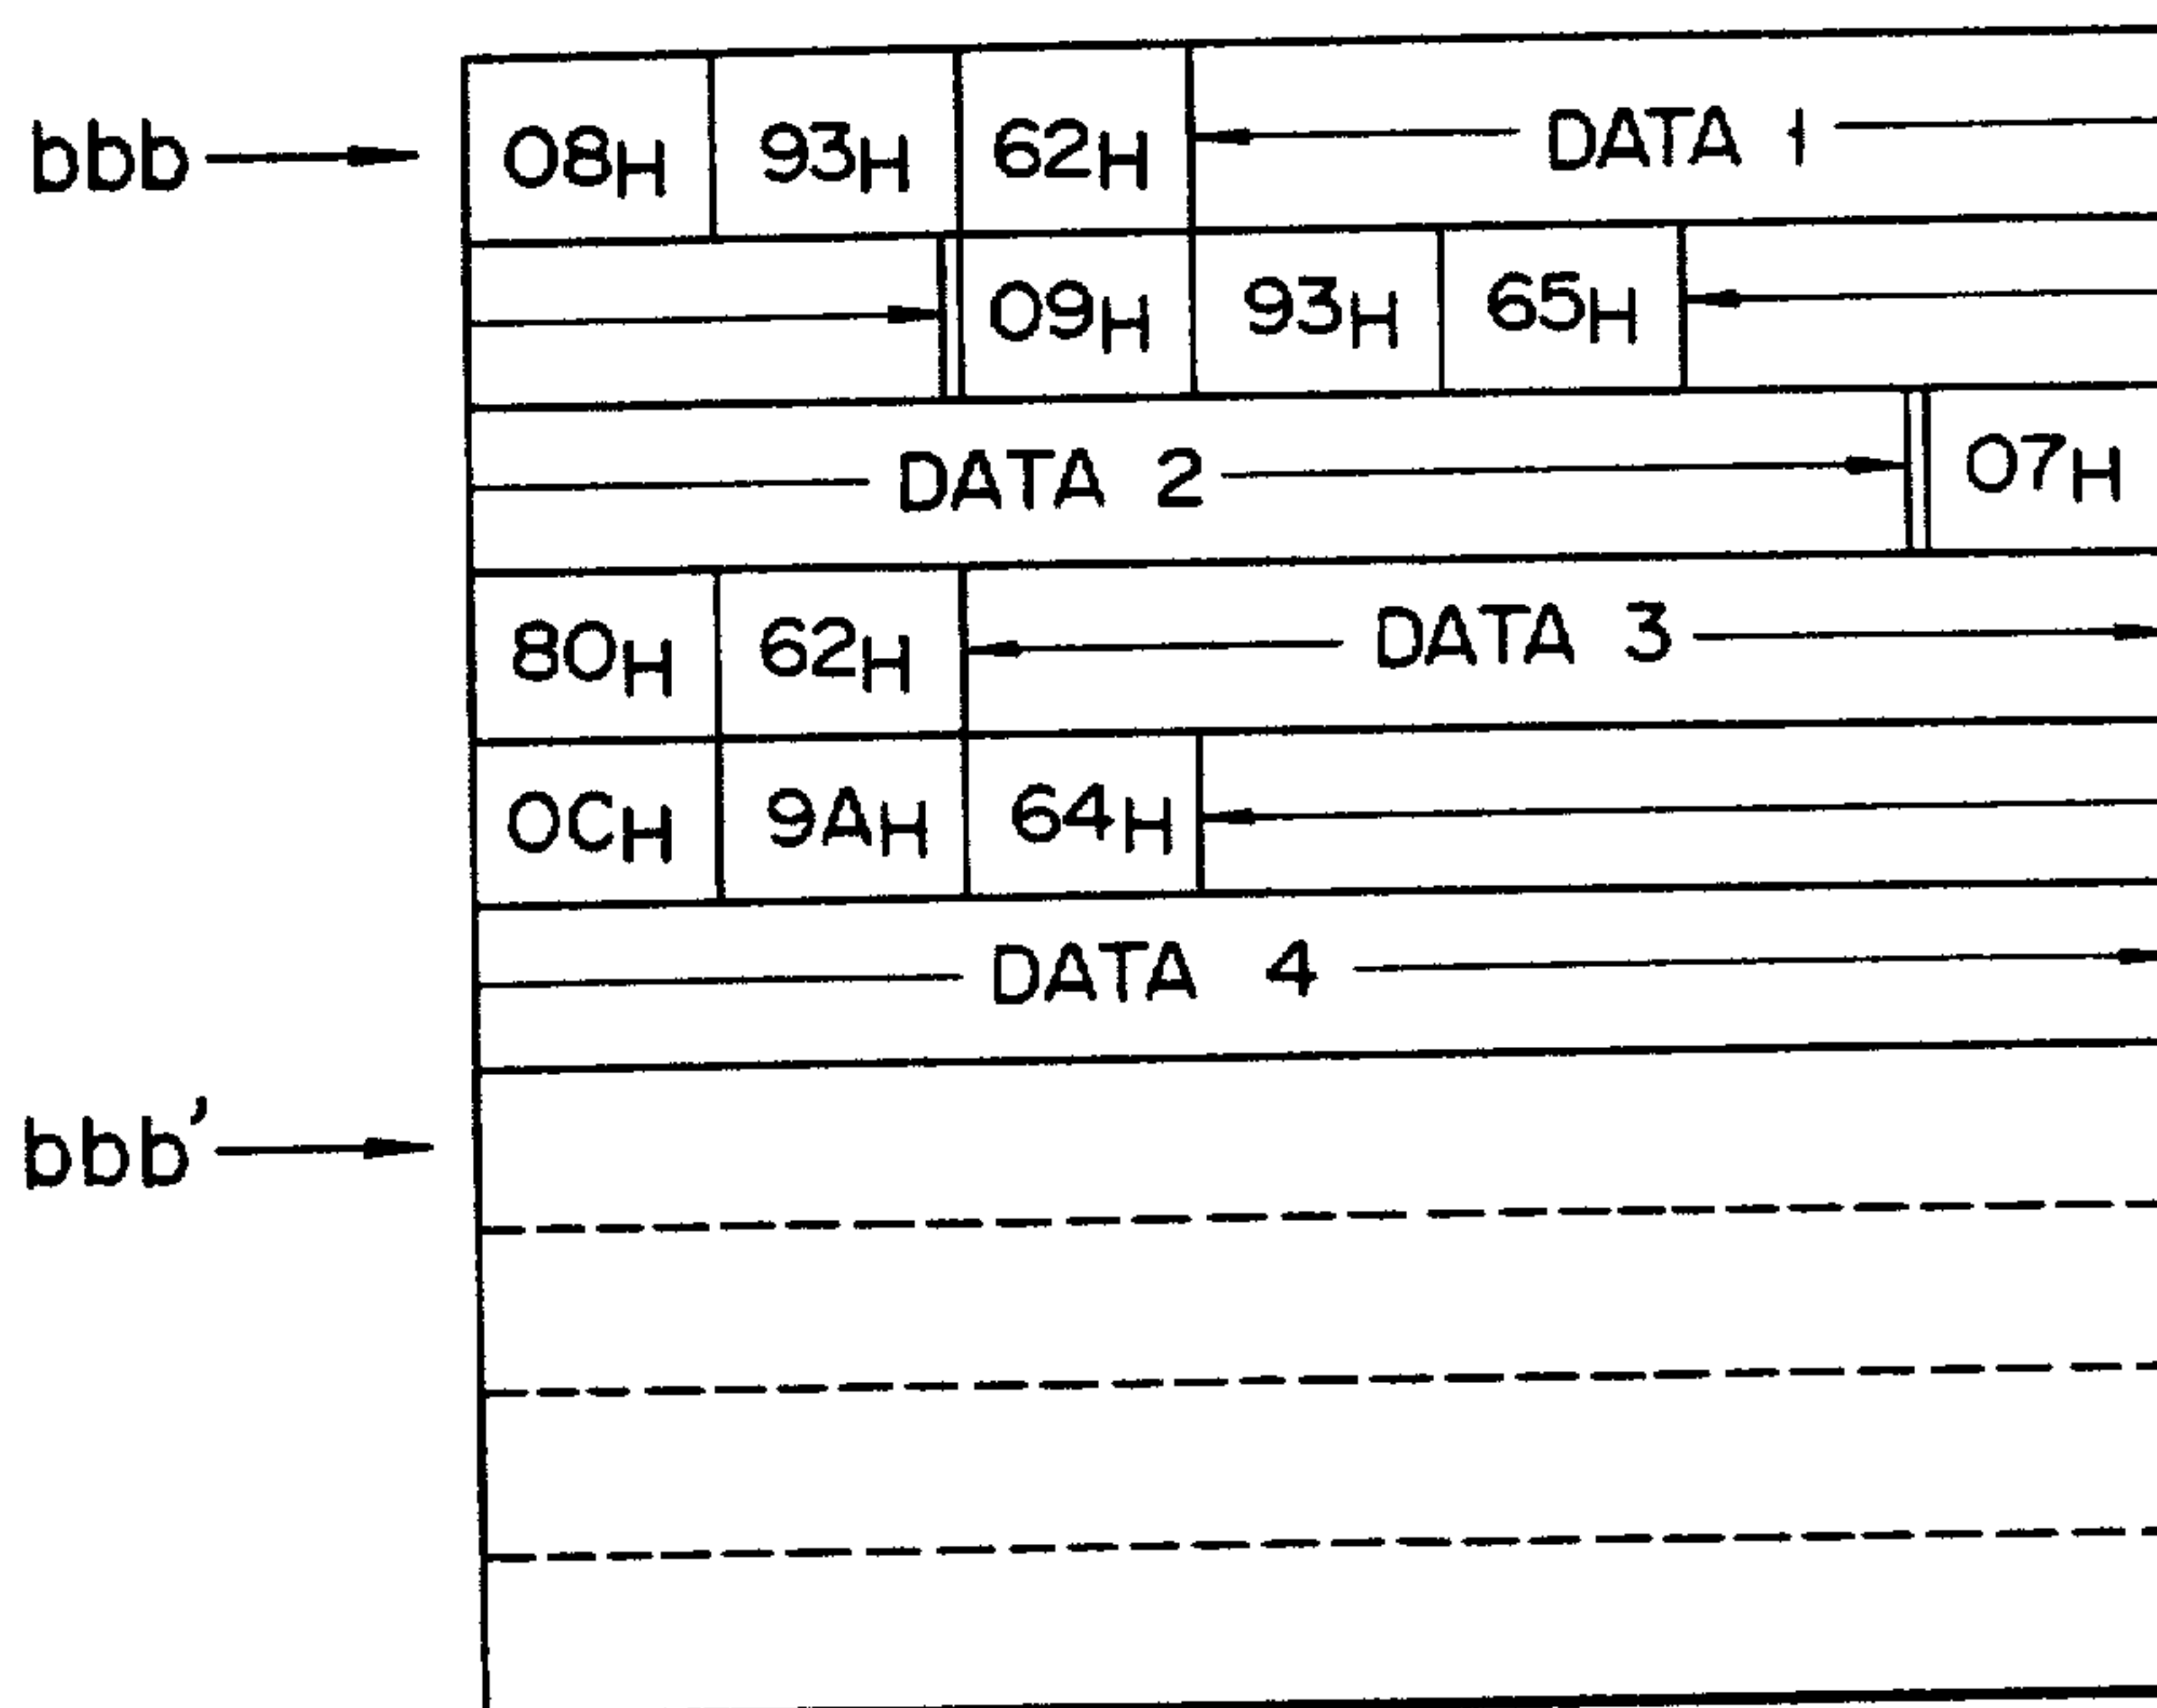 bbb 08H 93H 62H DATA 1
09H 93H 65H
DATA 2 07H
80H 62H DATA 3
0CH 9AH 64H
DATA 4
bbb'